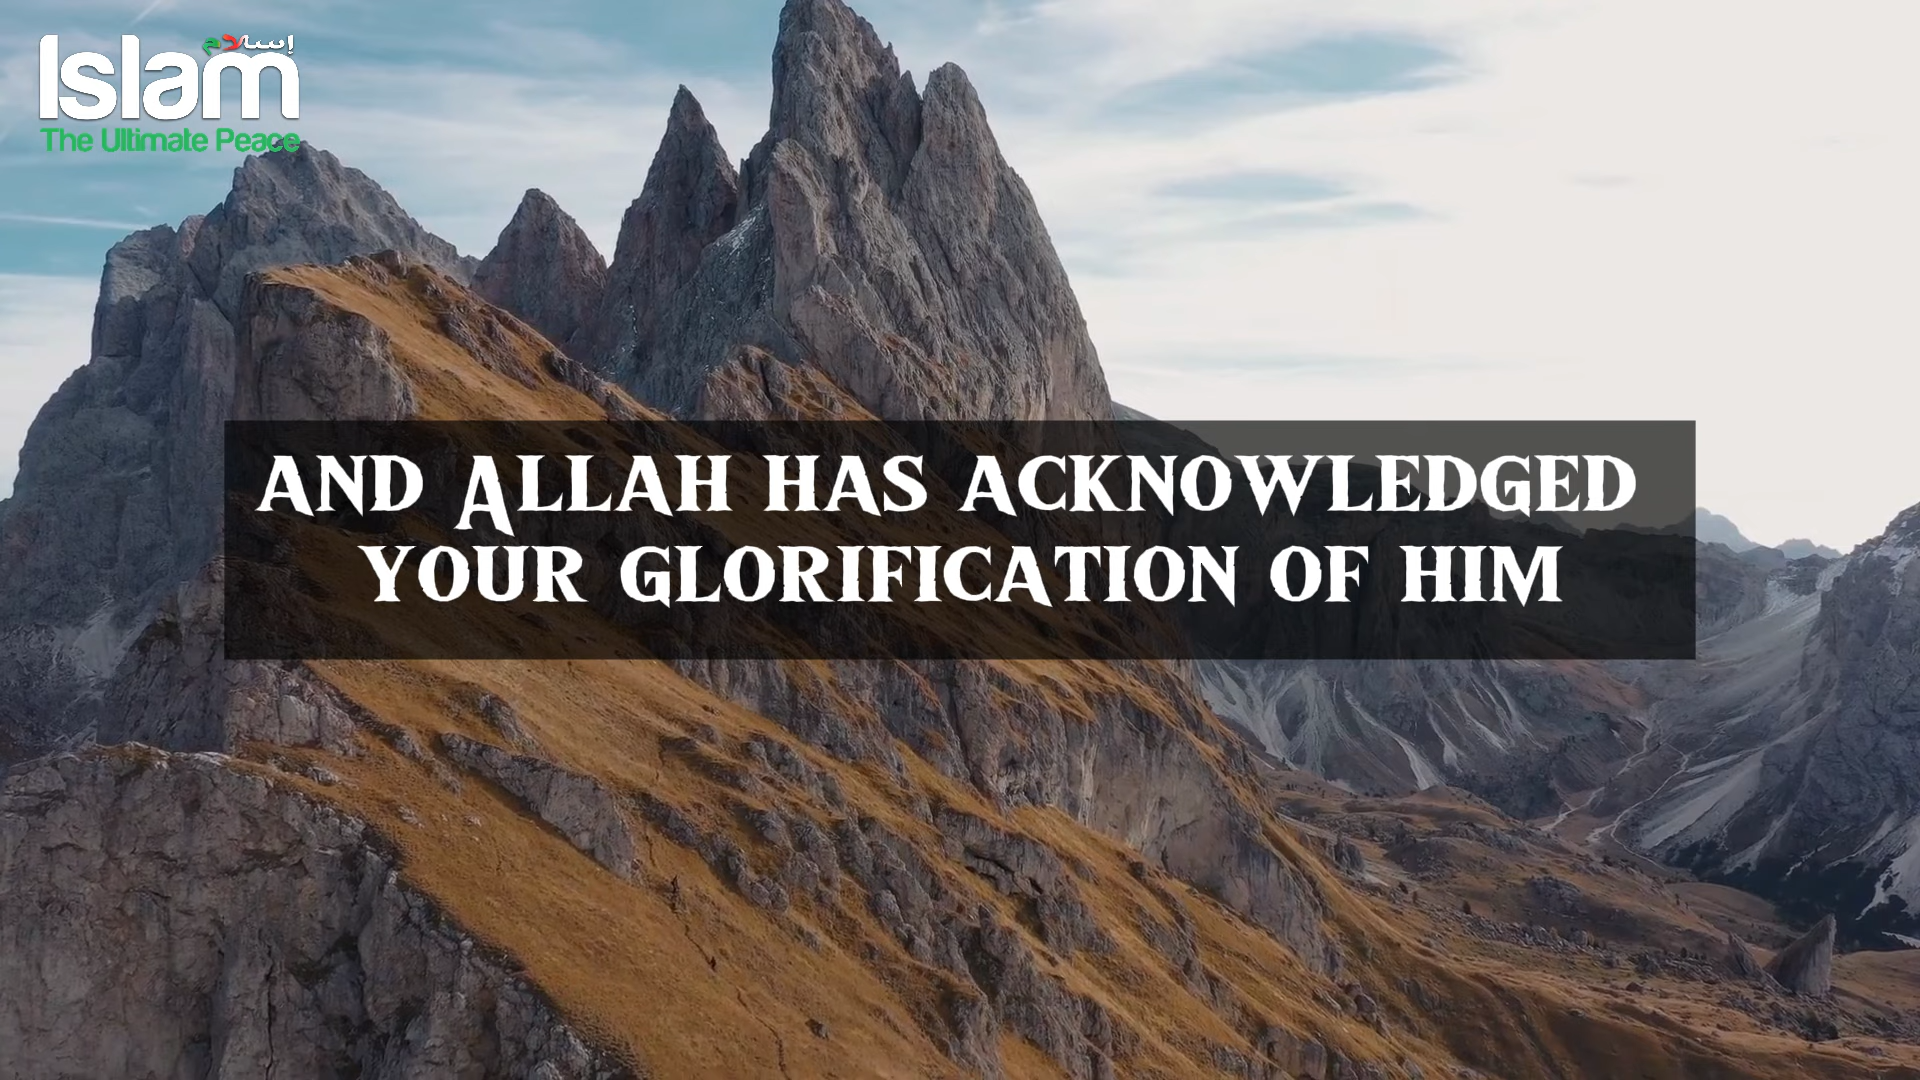 إسلام
Islam
The Ultimate Peace
AND ALLAH HAS ACKNOWLEDGED
YOUR GLORIFICATION OF HIM